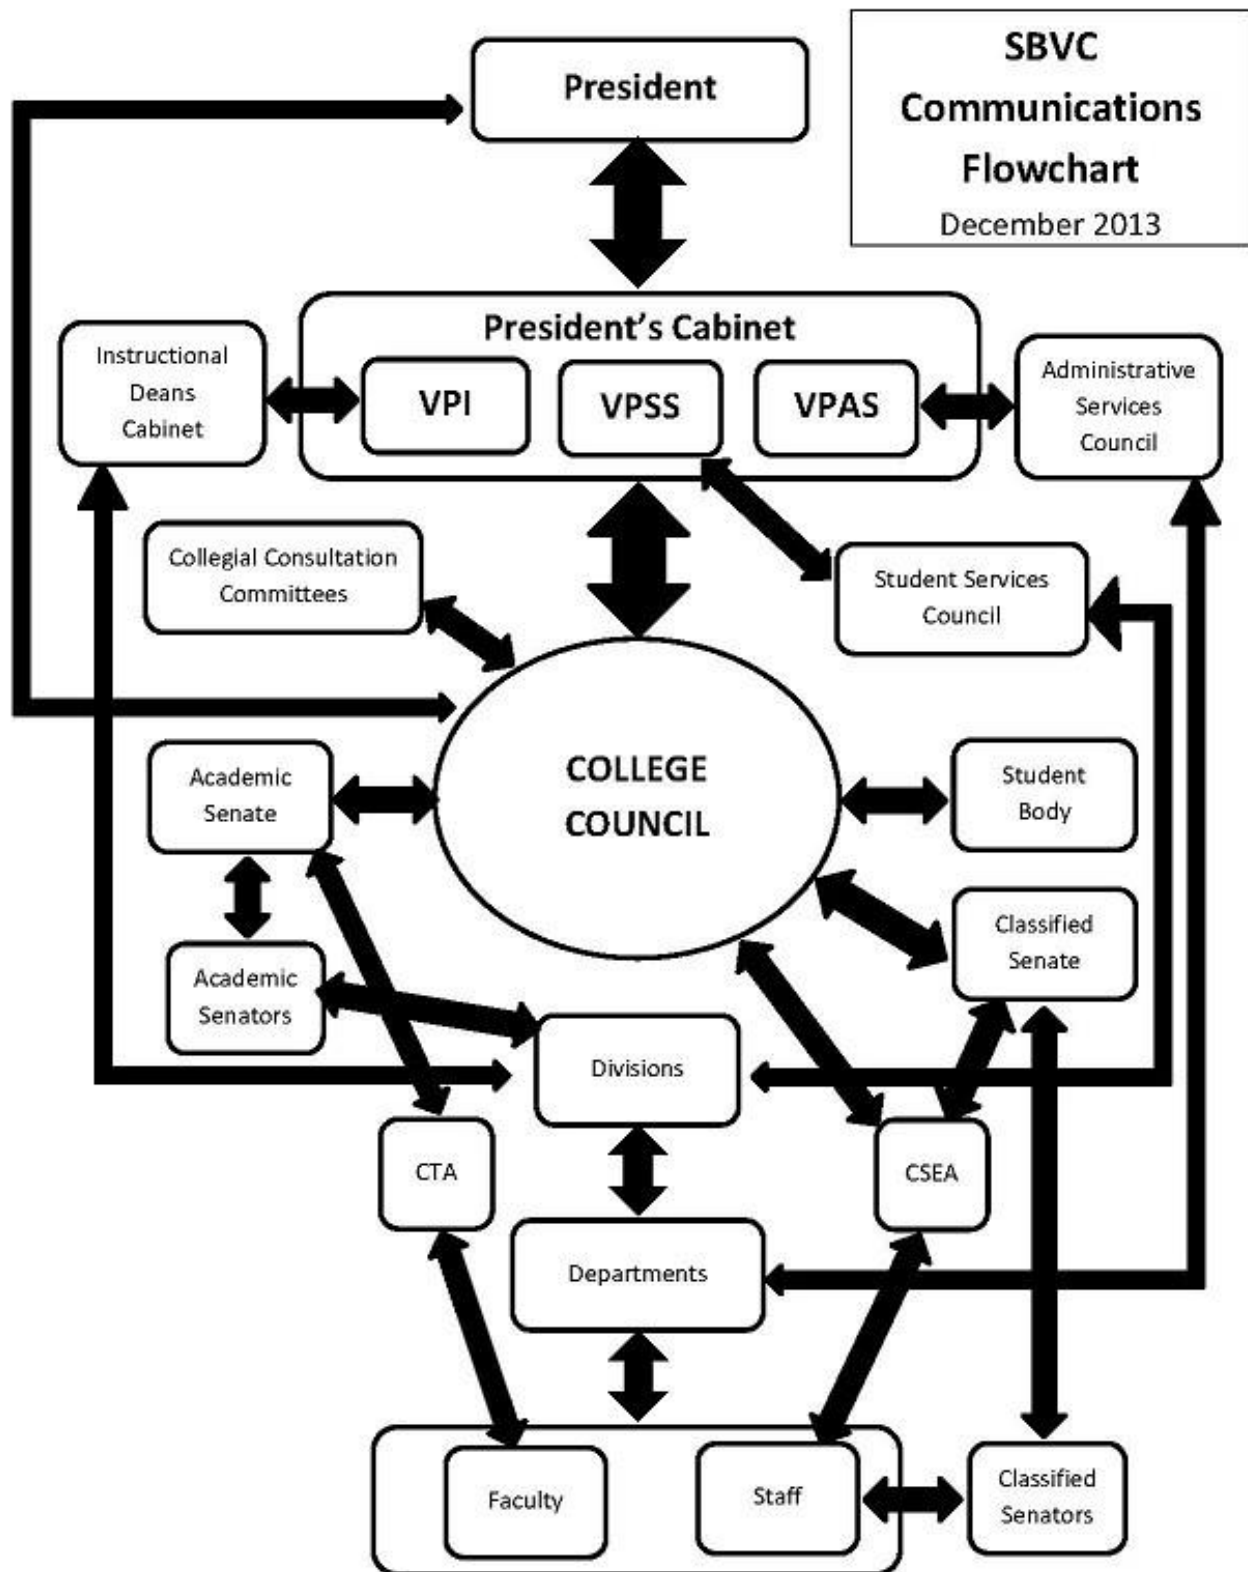 SBVC
Communications
Flowchart
December 2013
President
President's Cabinet
VPI
VPSS
VPAS
Instructional
Deans
Cabinet
Administrative
Services
Council
Collegial Consultation
Committees
Student Services
Council
Academic
Senate
COLLEGE
COUNCIL
Student
Body
Classified
Senate
Academic
Senators
Divisions
CTA
CSEA
Departments
Faculty
Staff
Classified
Senators